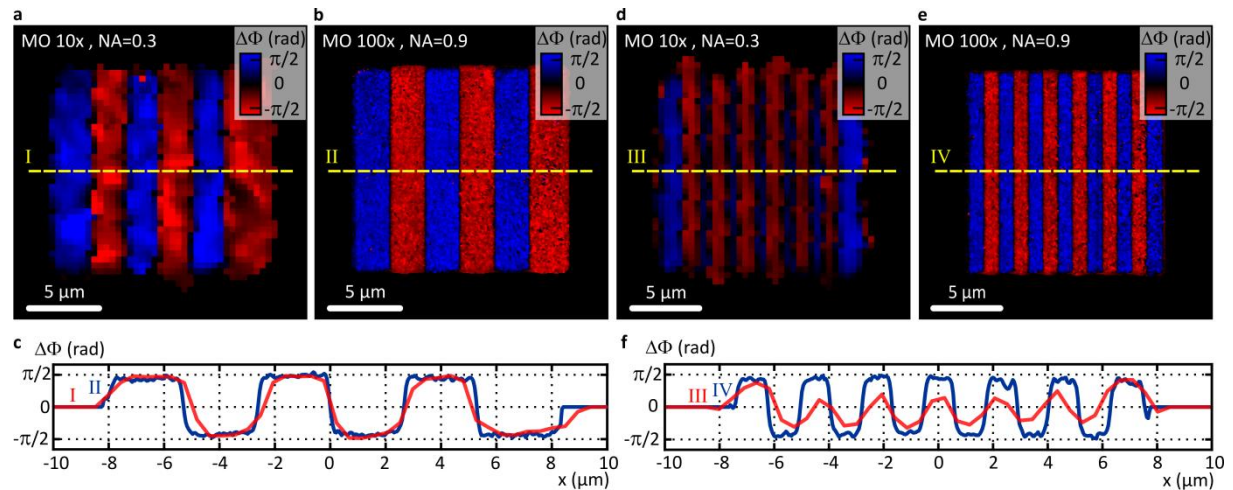 a
MO 10x , NA=0.3
ΔΦ (rad)
π/2
0
-π/2
I
5 µm
b
MO 100x , NA=0.9
ΔΦ (rad)
π/2
0
-π/2
II
5 µm
d
MO 10x , NA=0.3
ΔΦ (rad)
π/2
0
-π/2
III
5 µm
e
MO 100x , NA=0.9
ΔΦ (rad)
π/2
0
-π/2
IV
5 µm
c
ΔΦ (rad)
π/2
0
-π/2
I II
-10 -8 -6 -4 -2 0 2 4 6 8 10
x (µm)
f
ΔΦ (rad)
π/2
0
-π/2
III IV
-10 -8 -6 -4 -2 0 2 4 6 8 10
x (µm)